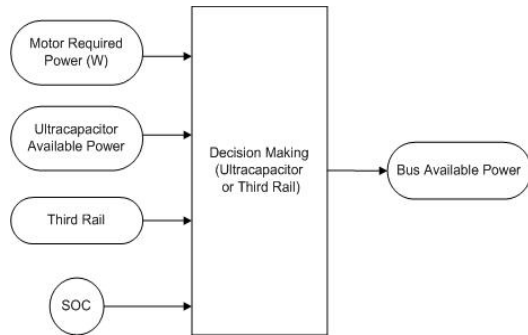 Motor Required
Power (W)
Ultracapacitor
Available Power
Third Rail
SOC
Decision Making
(Ultracapacitor
or Third Rail)
Bus Available Power